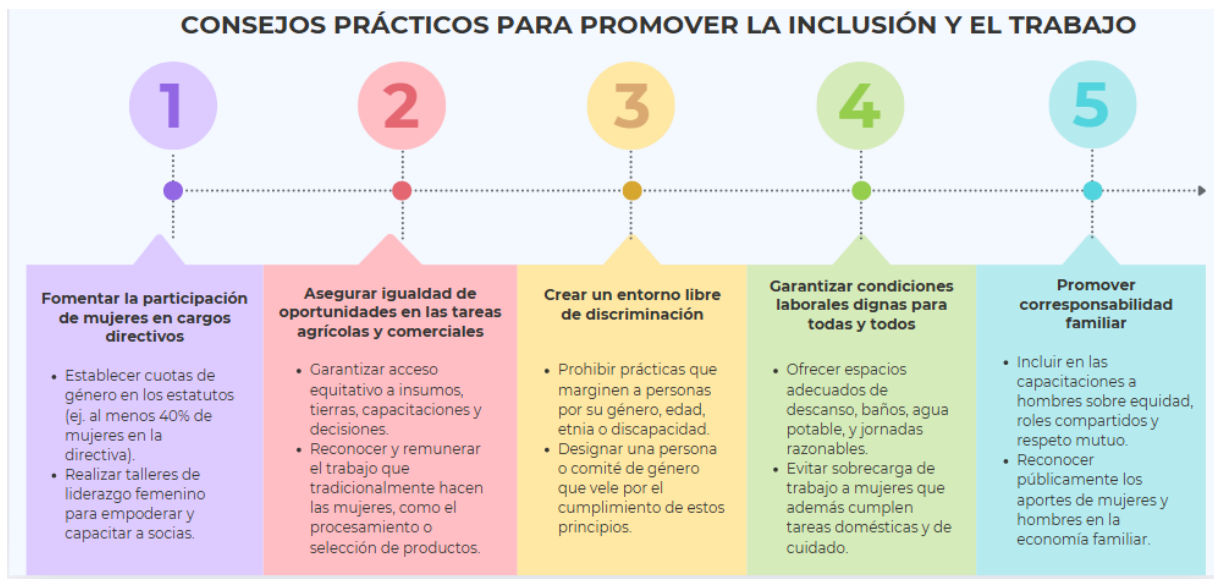 CONSEJOS PRÁCTICOS PARA PROMOVER LA INCLUSIÓN Y EL TRABAJO
1
Fomentar la participación
de mujeres en cargos
directivos
• Establecer cuotas de
género en los estatutos
(ej. al menos 40% de
mujeres en la
directiva).
• Realizar talleres de
liderazgo femenino
para empoderar y
capacitar a socias.
2
Asegurar igualdad de
oportunidades en las tareas
agrícolas y comerciales
• Garantizar acceso
equitativo a insumos,
tierras, capacitaciones y
decisiones.
• Reconocer y remunerar
el trabajo que
tradicionalmente hacen
las mujeres, como el
procesamiento o
selección de productos.
3
Crear un entorno libre
de discriminación
• Prohibir prácticas que
marginen a personas
por su género, edad,
etnia o discapacidad.
• Designar una persona
o comité de género
que vele por el
cumplimiento de estos
principios.
4
Garantizar condiciones
laborales dignas para
todas y todos
• Ofrecer espacios
adecuados de
descanso, baños, agua
potable, y jornadas
razonables.
• Evitar sobrecarga de
trabajo a mujeres que
además cumplen
tareas domésticas y de
cuidado.
5
Promover
corresponsabilidad
familiar
• Incluir en las
capacitaciones a
hombres sobre equidad,
roles compartidos y
respeto mutuo.
• Reconocer
públicamente los
aportes de mujeres y
hombres en la
economía familiar.